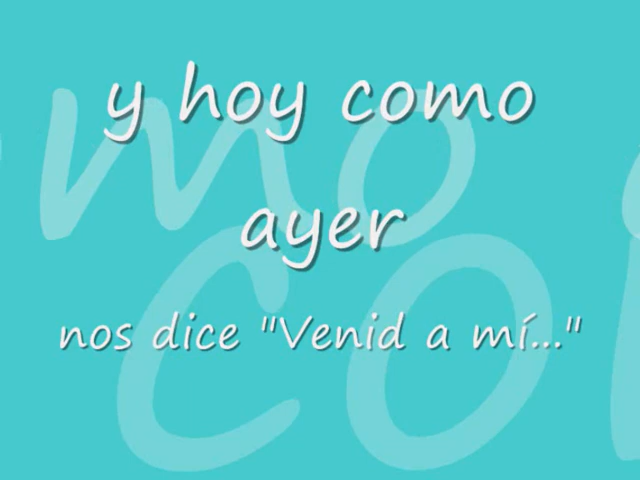 y hoy como
ayer
nos dice "Venid a mí..."